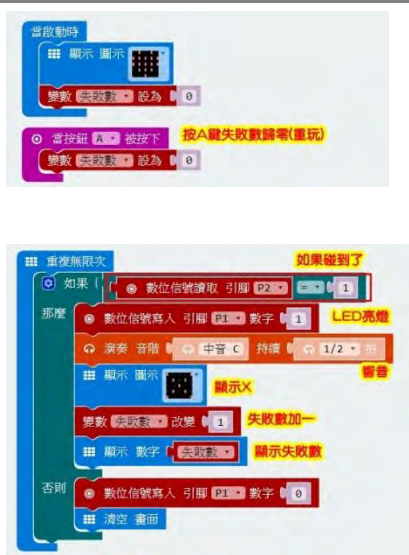 當啟動時
顯示 圖示
變數 失敗數 設為 0
當按鈕 A 被按下 按A鍵失敗數歸零(重玩)
變數 失敗數 設為 0
重複無限次 如果碰到了
如果 數位信號讀取 引腳 P2 = 1
那麼 數位信號寫入 引腳 P1 數字 1 LED亮燈
演奏 音階 中音 C 持續 1/2 拍
響音
顯示 圖示 顯示X
變數 失敗數 改變 1 失敗數加一
顯示 數字 失敗數 顯示失敗數
否則 數位信號寫入 引腳 P1 數字 0
清空 畫面